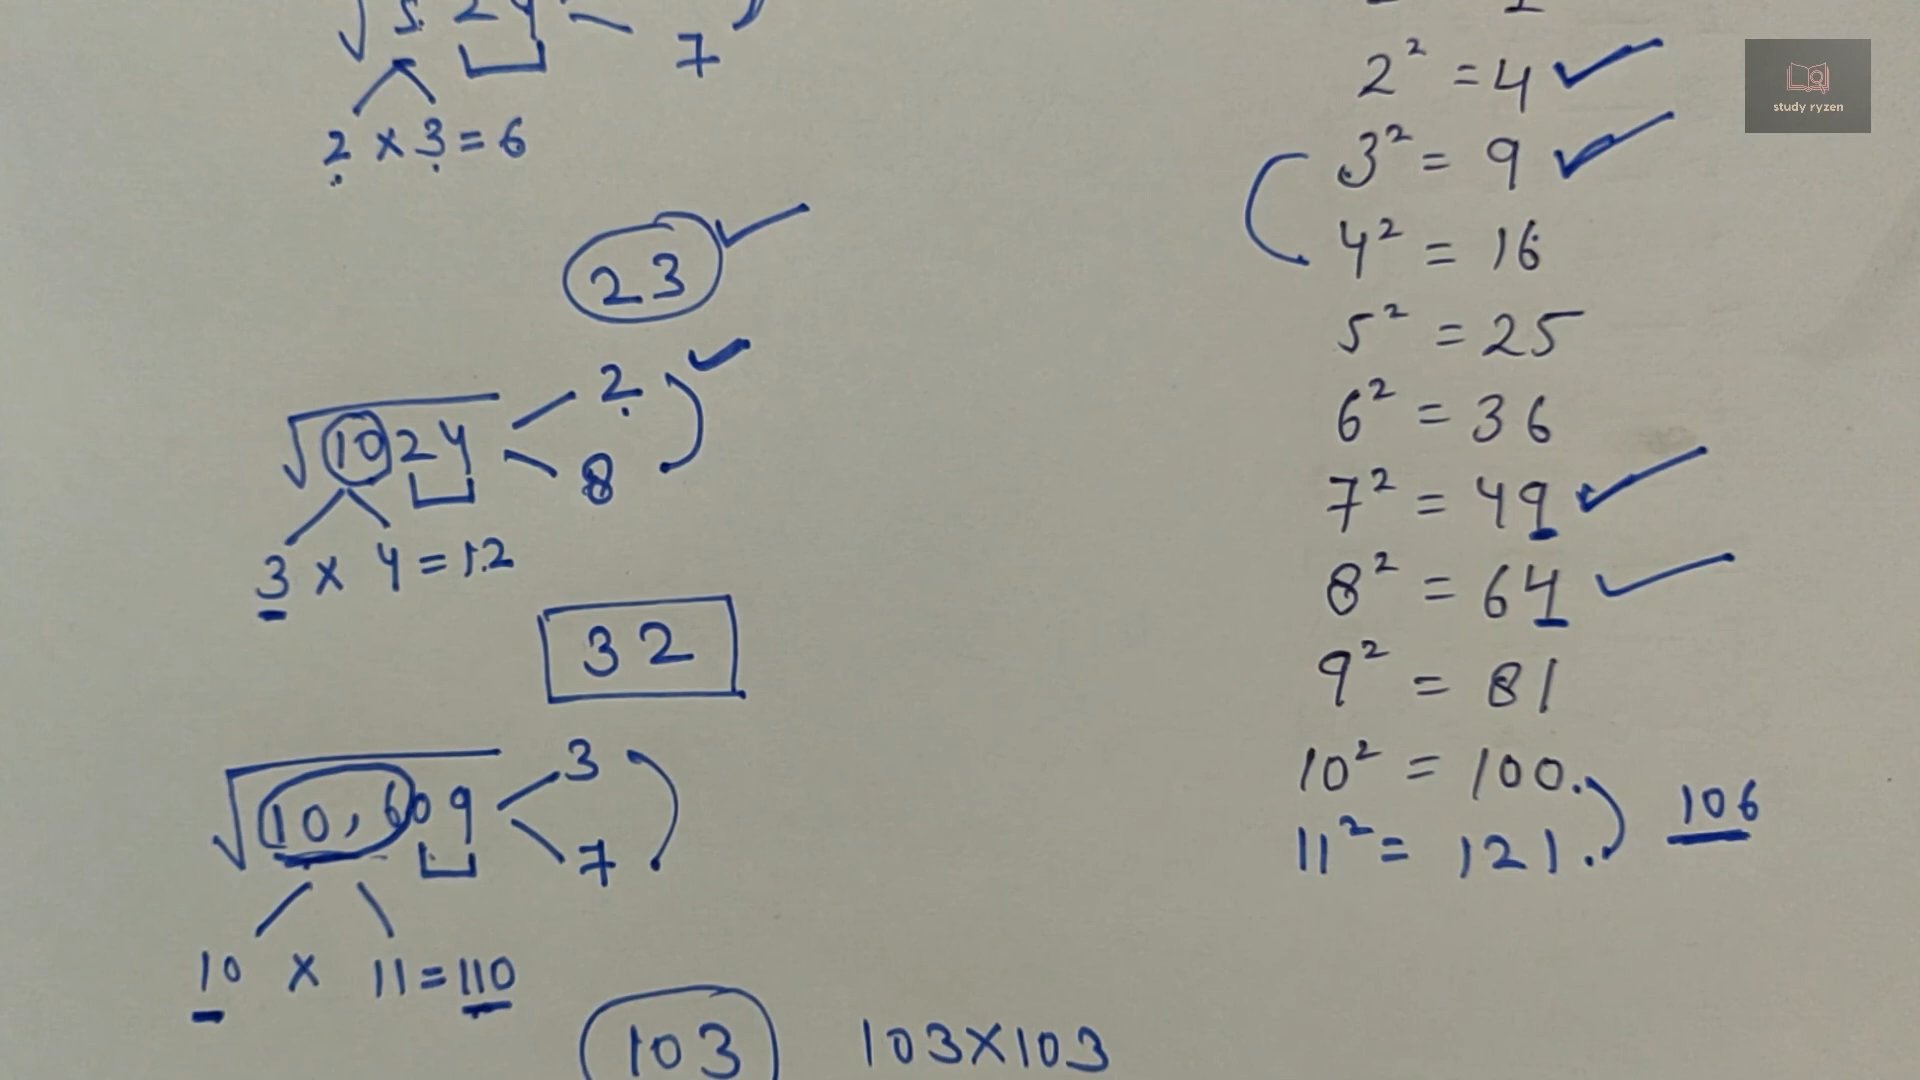 7
2 × 3 = 6
23
√1024
2
8
3 × 4 = 12
32
√10,609
3
7
10 × 11 = 110
103
103×103
2² = 4
3² = 9
4² = 16
5² = 25
6² = 36
7² = 49
8² = 64
9² = 81
10² = 100
11² = 121
106
study ryzen